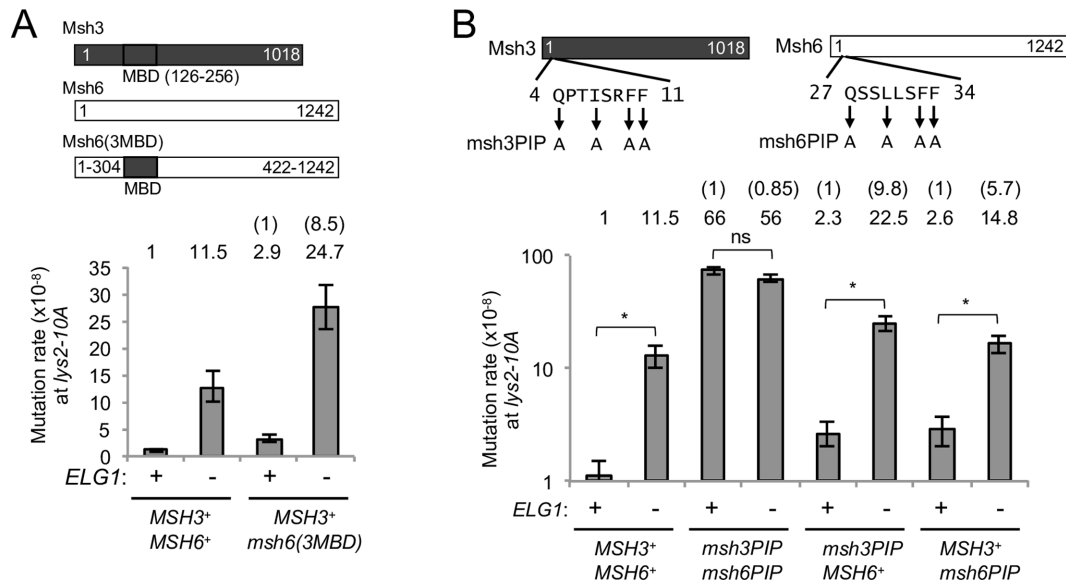 A
Msh3
1 1018
MBD (126-256)
Msh6
1 1242
Msh6(3MBD)
1-304 422-1242
MBD
(1) (8.5)
1 11.5 2.9 24.7
Mutation rate (x10-8)
at lys2-10A
35
30
25
20
15
10
5
0
ELG1: + - + -
MSH3+ MSH3+
MSH6+ msh6(3MBD)
B
Msh3 1 1018
4 QPTISRFF 11
msh3PIP A A A A
Msh6 1 1242
27 QSSLLSFF 34
msh6PIP A A A A
(1) (0.85) (1) (9.8) (1) (5.7)
1 11.5 66 56 2.3 22.5 2.6 14.8
Mutation rate (x10-8)
at lys2-10A
100
10
1
* ns * *
ELG1: + - + - + - + -
MSH3+ msh3PIP msh3PIP MSH3+
MSH6+ msh6PIP MSH6+ msh6PIP